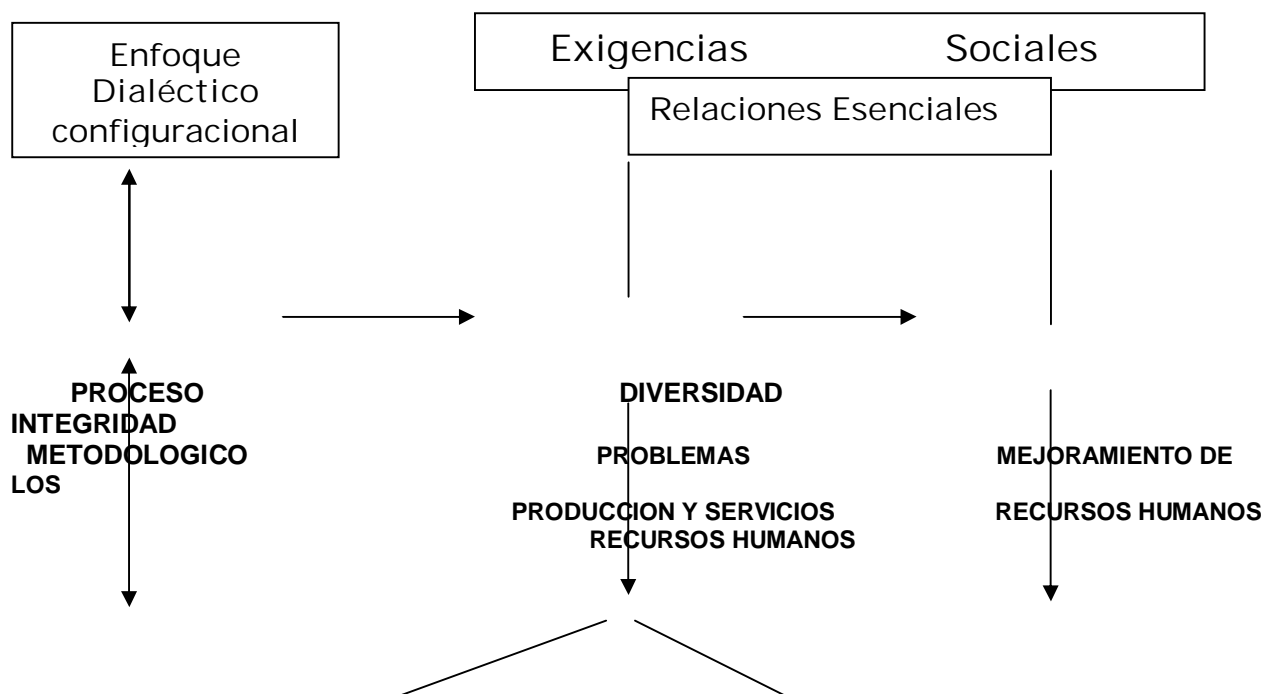 Enfoque
Dialéctico
configuracional
Exigencias Sociales
Relaciones Esenciales
PROCESO DIVERSIDAD
INTEGRIDAD
METODOLOGICO PROBLEMAS MEJORAMIENTO DE
LOS
PRODUCCION Y SERVICIOS RECURSOS HUMANOS
RECURSOS HUMANOS